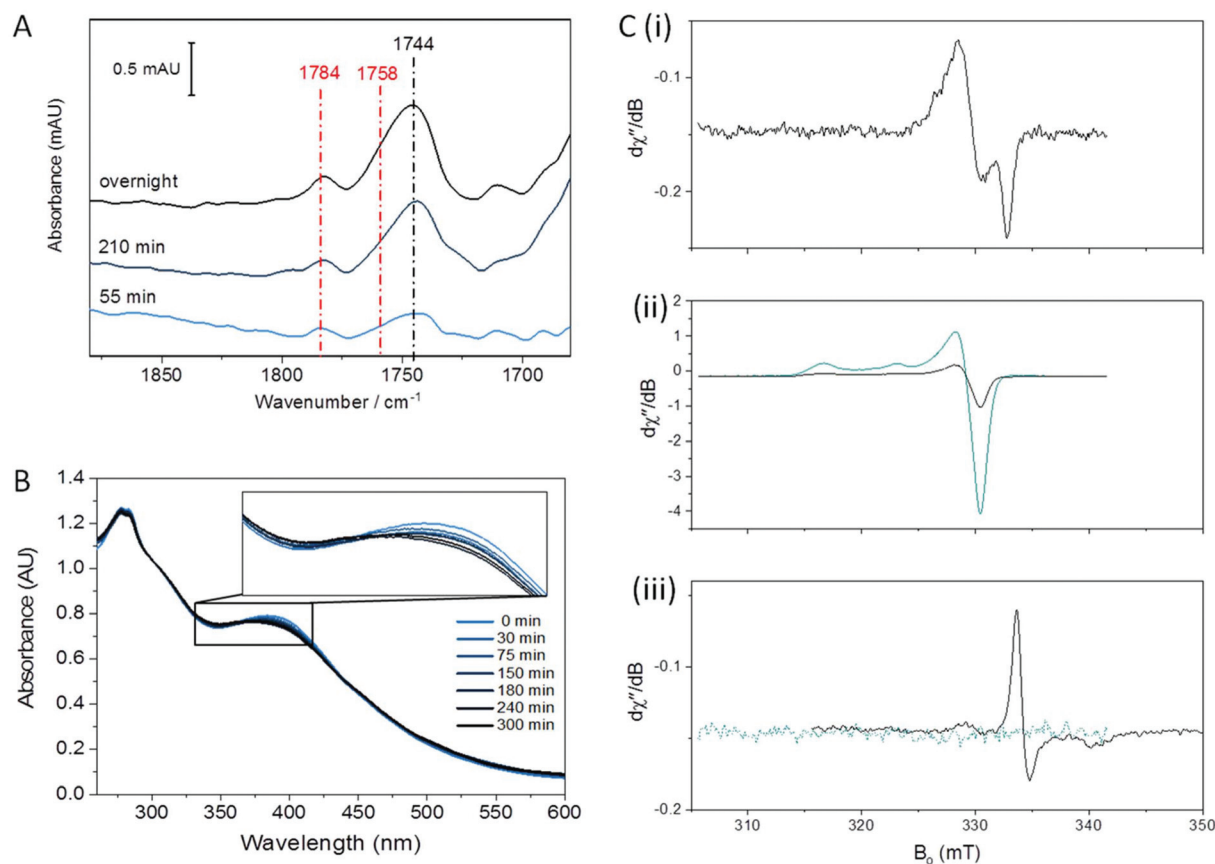 A
0.5 mAU
1784
1758
1744
overnight
210 min
55 min
Absorbance (mAU)
1850
1800
1750
1700
Wavenumber / cm⁻¹
B
1.4
1.2
1.0
0.8
0.6
0.4
0.2
0.0
Absorbance (AU)
0 min
30 min
75 min
150 min
180 min
240 min
300 min
250
300
350
400
450
500
550
600
Wavelength (nm)
C (i)
-0.1
-0.2
dχ″/dB
(ii)
2
1
0
-1
-2
-3
-4
dχ″/dB
(iii)
-0.1
-0.2
dχ″/dB
310
320
330
340
350
B₀ (mT)